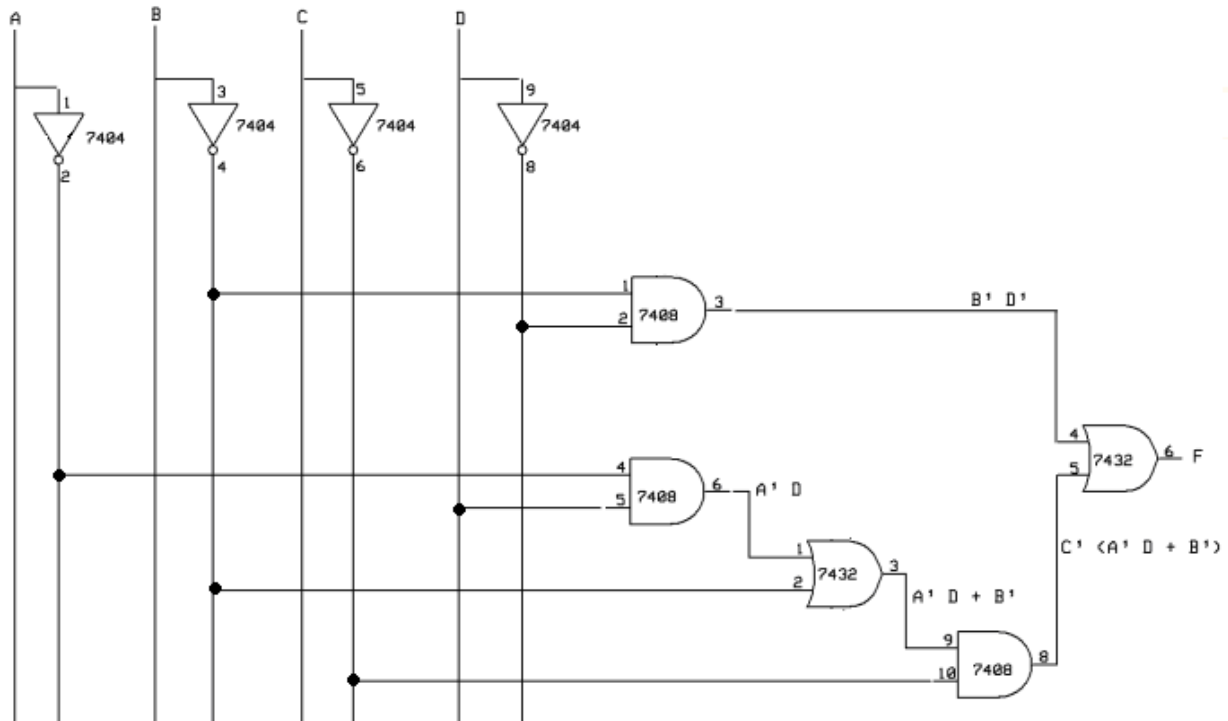 A B C D
1 3 5 9
7404 7404 7404 7404
2 4 6 8
1 3 B' D'
2 7408
4 6 A' D
5 7408
4 6 F
5 7432
1 3 A' D + B'
2 7432
C' (A' D + B')
9 8
10 7408